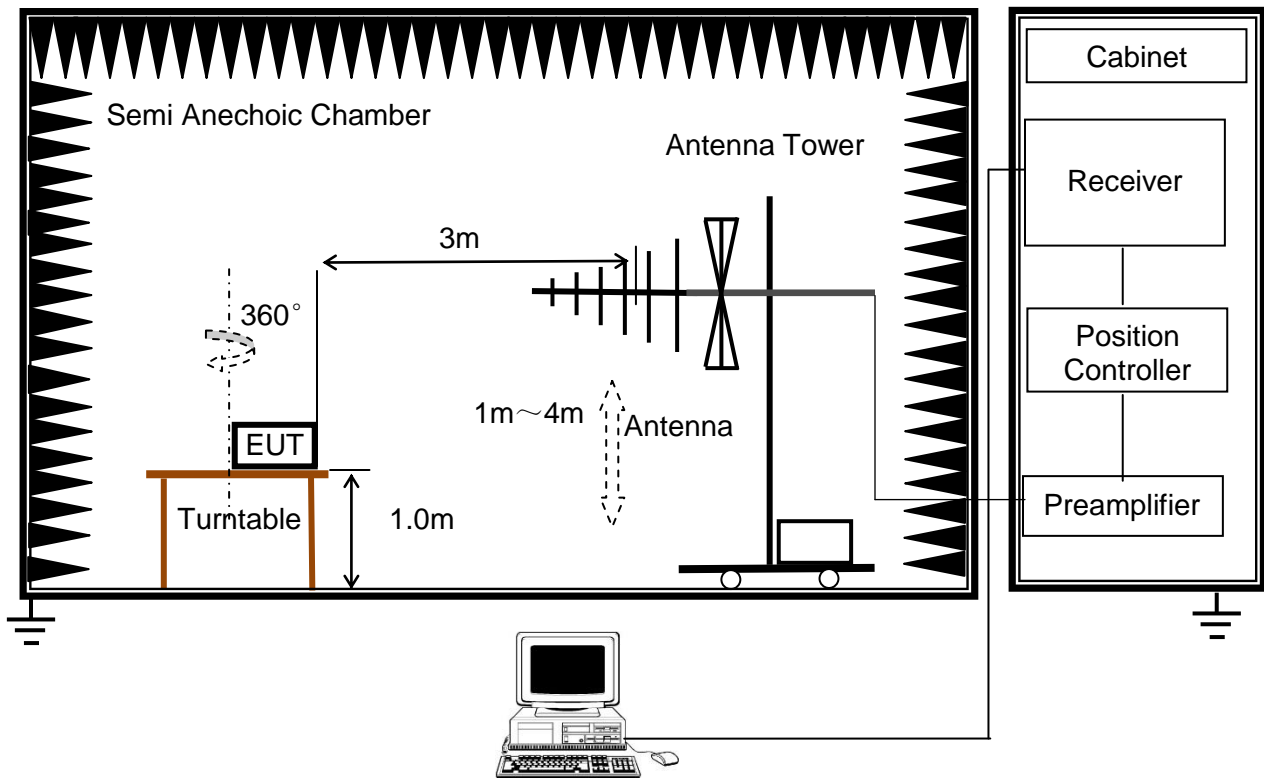 Semi Anechoic Chamber
Antenna Tower
3m
360°
1m～4m
Antenna
EUT
Turntable
1.0m
Cabinet
Receiver
Position
Controller
Preamplifier